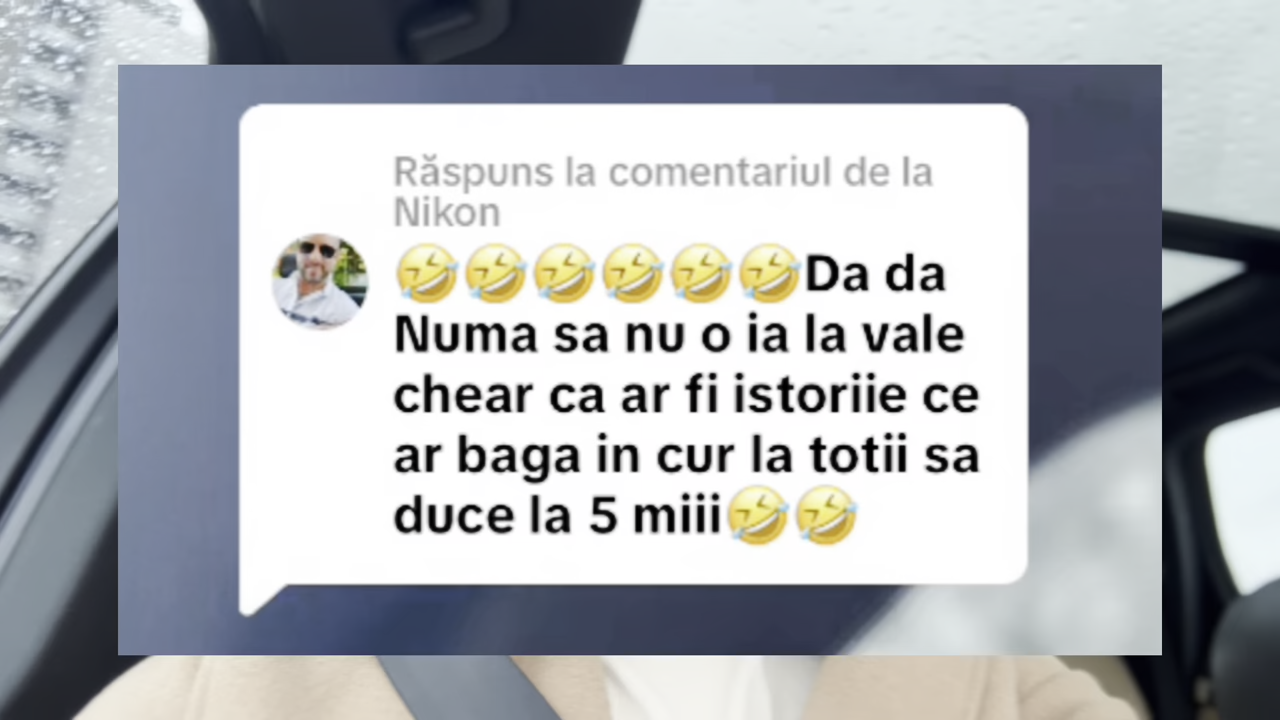 Răspuns la comentariul de la
Nikon
🤣🤣🤣🤣🤣🤣Da da
Numa sa nu o ia la vale
chear ca ar fi istoriie ce
ar baga in cur la totii sa
duce la 5 miii🤣🤣